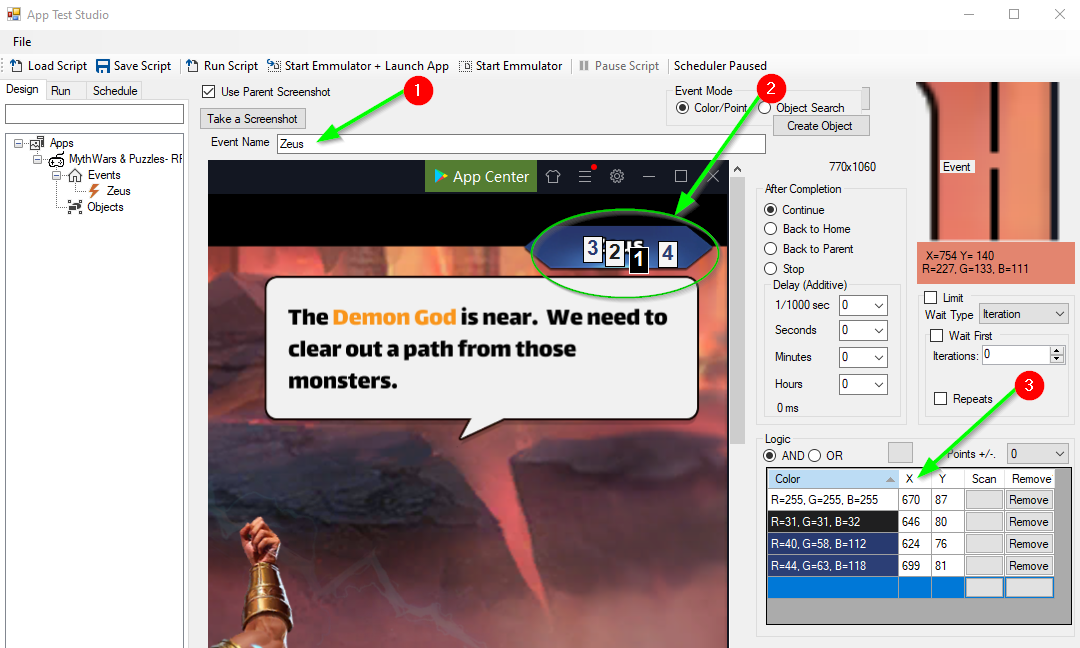 App Test Studio
File
Load Script Save Script Run Script Start Emmulator + Launch App Start Emmulator Pause Script Scheduler Paused
Design Run Schedule
Apps
MythWars & Puzzles- RF
Events
Zeus
Objects
Use Parent Screenshot
Take a Screenshot
Event Name Zeus
1
2
Event Mode
Color/Point Object Search
Create Object
App Center
3 2 1 4
The Demon God is near. We need to
clear out a path from those
monsters.
770x1060
After Completion
Continue
Back to Home
Back to Parent
Stop
Delay (Additive)
1/1000 sec 0
Seconds 0
Minutes 0
Hours 0
0 ms
Event
X=754 Y= 140
R=227, G=133, B=111
Limit
Wait Type Iteration
Wait First
Iterations: 0
Repeats
3
Logic
AND OR Points +/-. 0
Color X Y Scan Remove
R=255, G=255, B=255 670 87 Remove
R=31, G=31, B=32 646 80 Remove
R=40, G=58, B=112 624 76 Remove
R=44, G=63, B=118 699 81 Remove